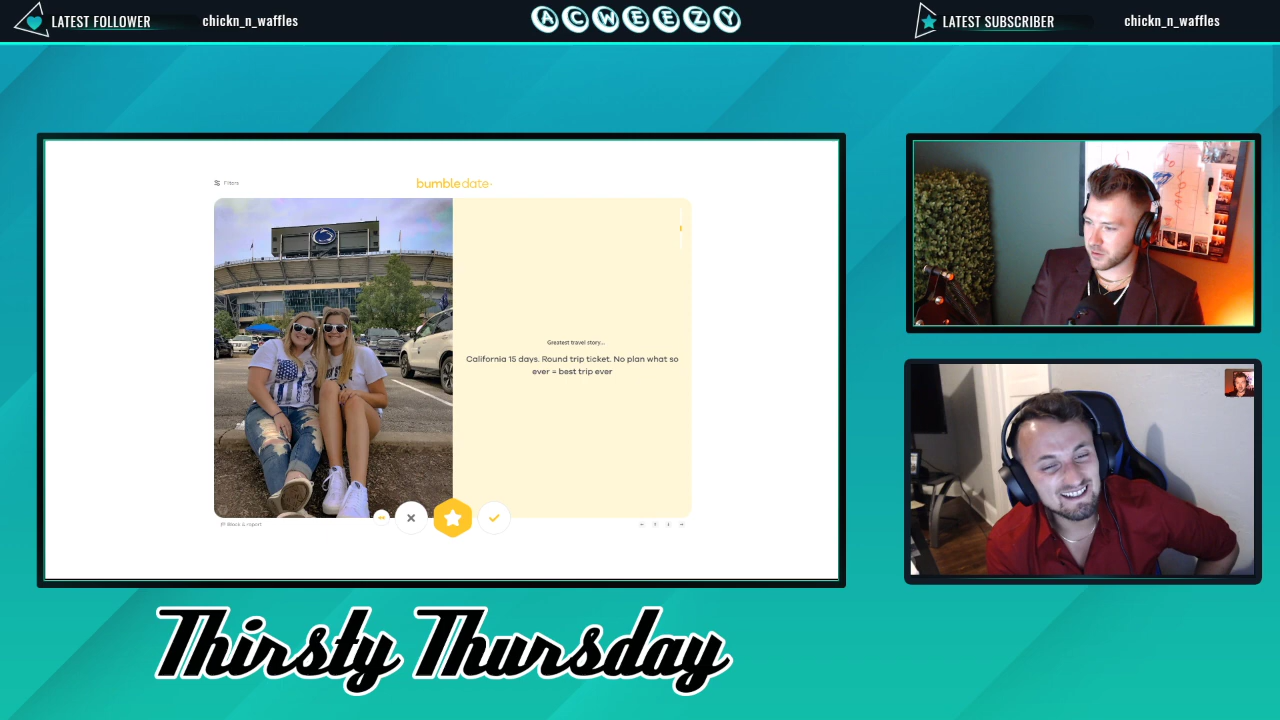 LATEST FOLLOWER
chickn_n_waffles
ACWEEZY
LATEST SUBSCRIBER
chickn_n_waffles
Filters
bumble date
Greatest travel story...
California 15 days. Round trip ticket. No plan what so
ever = best trip ever
Block & report
Thirsty Thursday